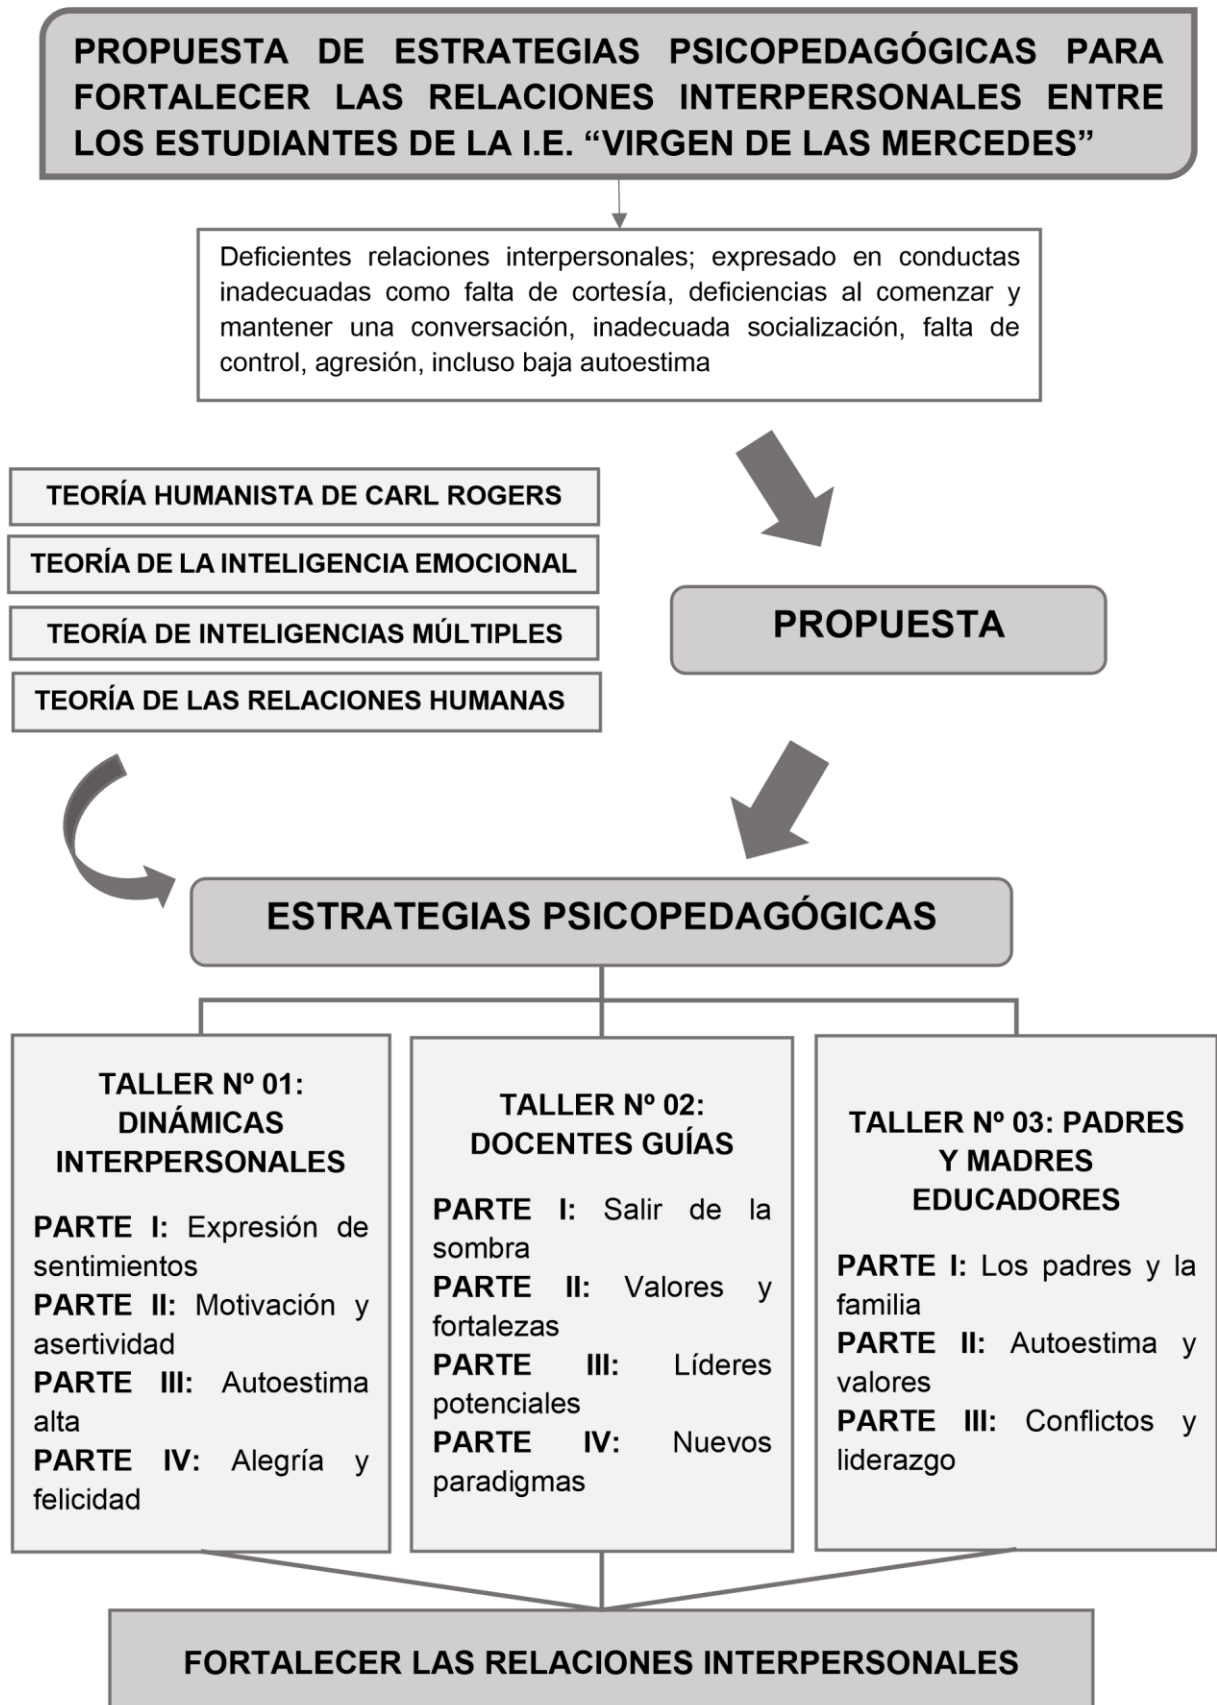 PROPUESTA DE ESTRATEGIAS PSICOPEDAGÓGICAS PARA
FORTALECER LAS RELACIONES INTERPERSONALES ENTRE
LOS ESTUDIANTES DE LA I.E. “VIRGEN DE LAS MERCEDES”
Deficientes relaciones interpersonales; expresado en conductas
inadecuadas como falta de cortesía, deficiencias al comenzar y
mantener una conversación, inadecuada socialización, falta de
control, agresión, incluso baja autoestima
TEORÍA HUMANISTA DE CARL ROGERS
TEORÍA DE LA INTELIGENCIA EMOCIONAL
TEORÍA DE INTELIGENCIAS MÚLTIPLES
TEORÍA DE LAS RELACIONES HUMANAS
PROPUESTA
ESTRATEGIAS PSICOPEDAGÓGICAS
TALLER Nº 01:
DINÁMICAS
INTERPERSONALES
PARTE I: Expresión de
sentimientos
PARTE II: Motivación y
asertividad
PARTE III: Autoestima
alta
PARTE IV: Alegría y
felicidad
TALLER Nº 02:
DOCENTES GUÍAS
PARTE I: Salir de la
sombra
PARTE II: Valores y
fortalezas
PARTE III: Líderes
potenciales
PARTE IV: Nuevos
paradigmas
TALLER Nº 03: PADRES
Y MADRES
EDUCADORES
PARTE I: Los padres y la
familia
PARTE II: Autoestima y
valores
PARTE III: Conflictos y
liderazgo
FORTALECER LAS RELACIONES INTERPERSONALES